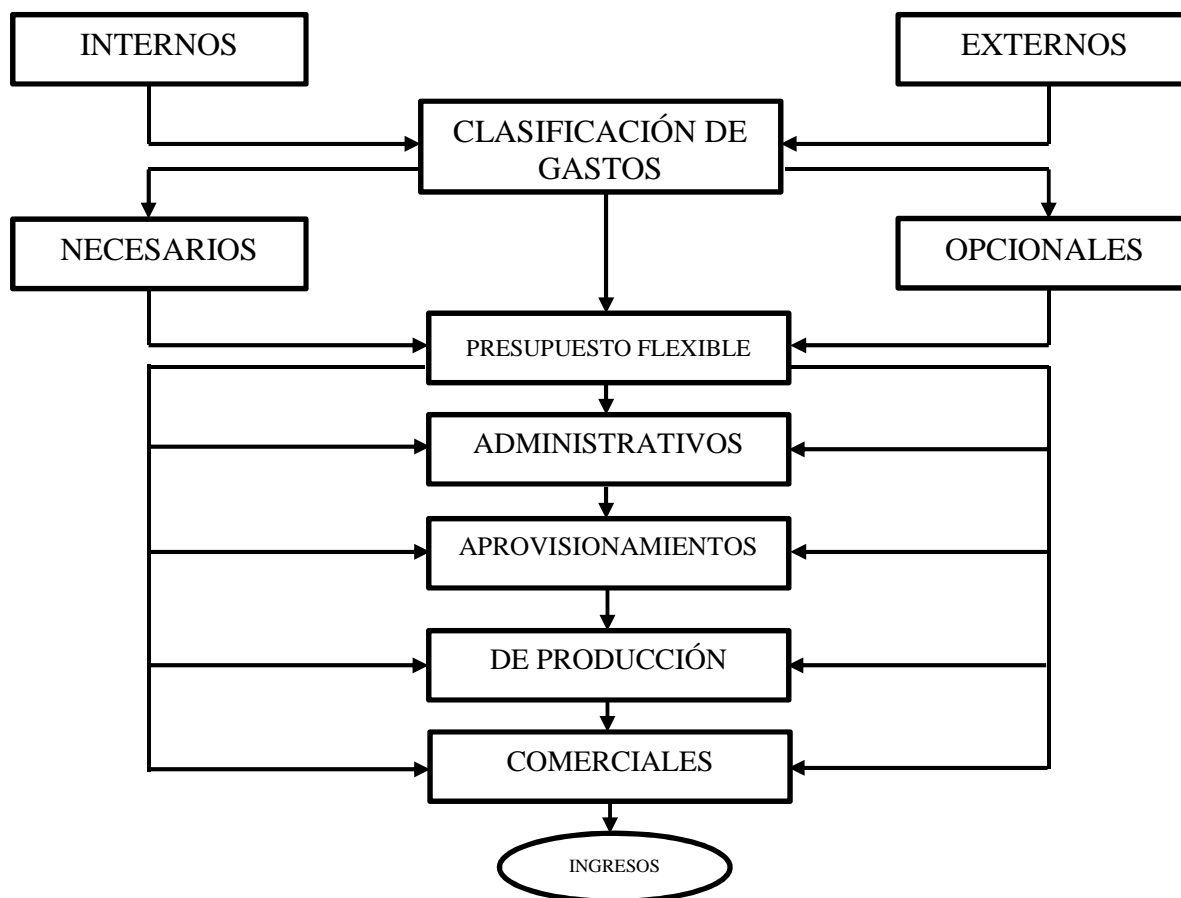 INTERNOS
EXTERNOS
CLASIFICACIÓN DE
GASTOS
NECESARIOS
OPCIONALES
PRESUPUESTO FLEXIBLE
ADMINISTRATIVOS
APROVISIONAMIENTOS
DE PRODUCCIÓN
COMERCIALES
INGRESOS